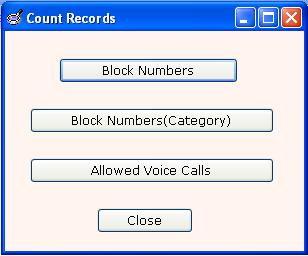 Count Records
Block Numbers
Block Numbers(Category)
Allowed Voice Calls
Close